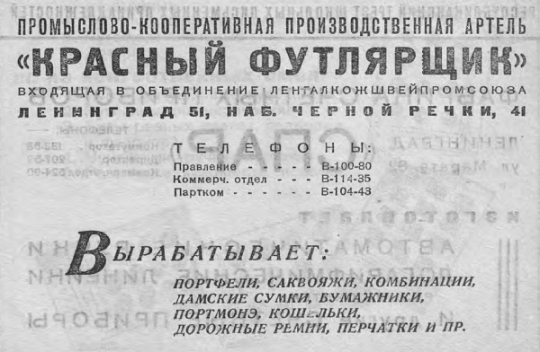 ПРОМЫСЛОВО-КООПЕРАТИВНАЯ ПРОИЗВОДСТВЕННАЯ АРТЕЛЬ
«КРАСНЫЙ ФУТЛЯРЩИК»
ВХОДЯЩАЯ В ОБЪЕДИНЕНИЕ ЛЕНГАЛКОЖШВЕЙПРОМСОЮЗА
ЛЕНИНГРАД 51, НАБ. ЧЕРНОЙ РЕЧКИ, 41
ТЕЛЕФОНЫ:
Правление - - - - В-100-80
Коммерч. отдел - - - В-114-35
Партком - - - - - - В-104-43
ВЫРАБАТЫВАЕТ:
ПОРТФЕЛИ, САКВОЯЖИ, КОМБИНАЦИИ,
ДАМСКИЕ СУМКИ, БУМАЖНИКИ,
ПОРТМОНЭ, КОШЕЛЬКИ,
ДОРОЖНЫЕ РЕМНИ, ПЕРЧАТКИ И ПР.